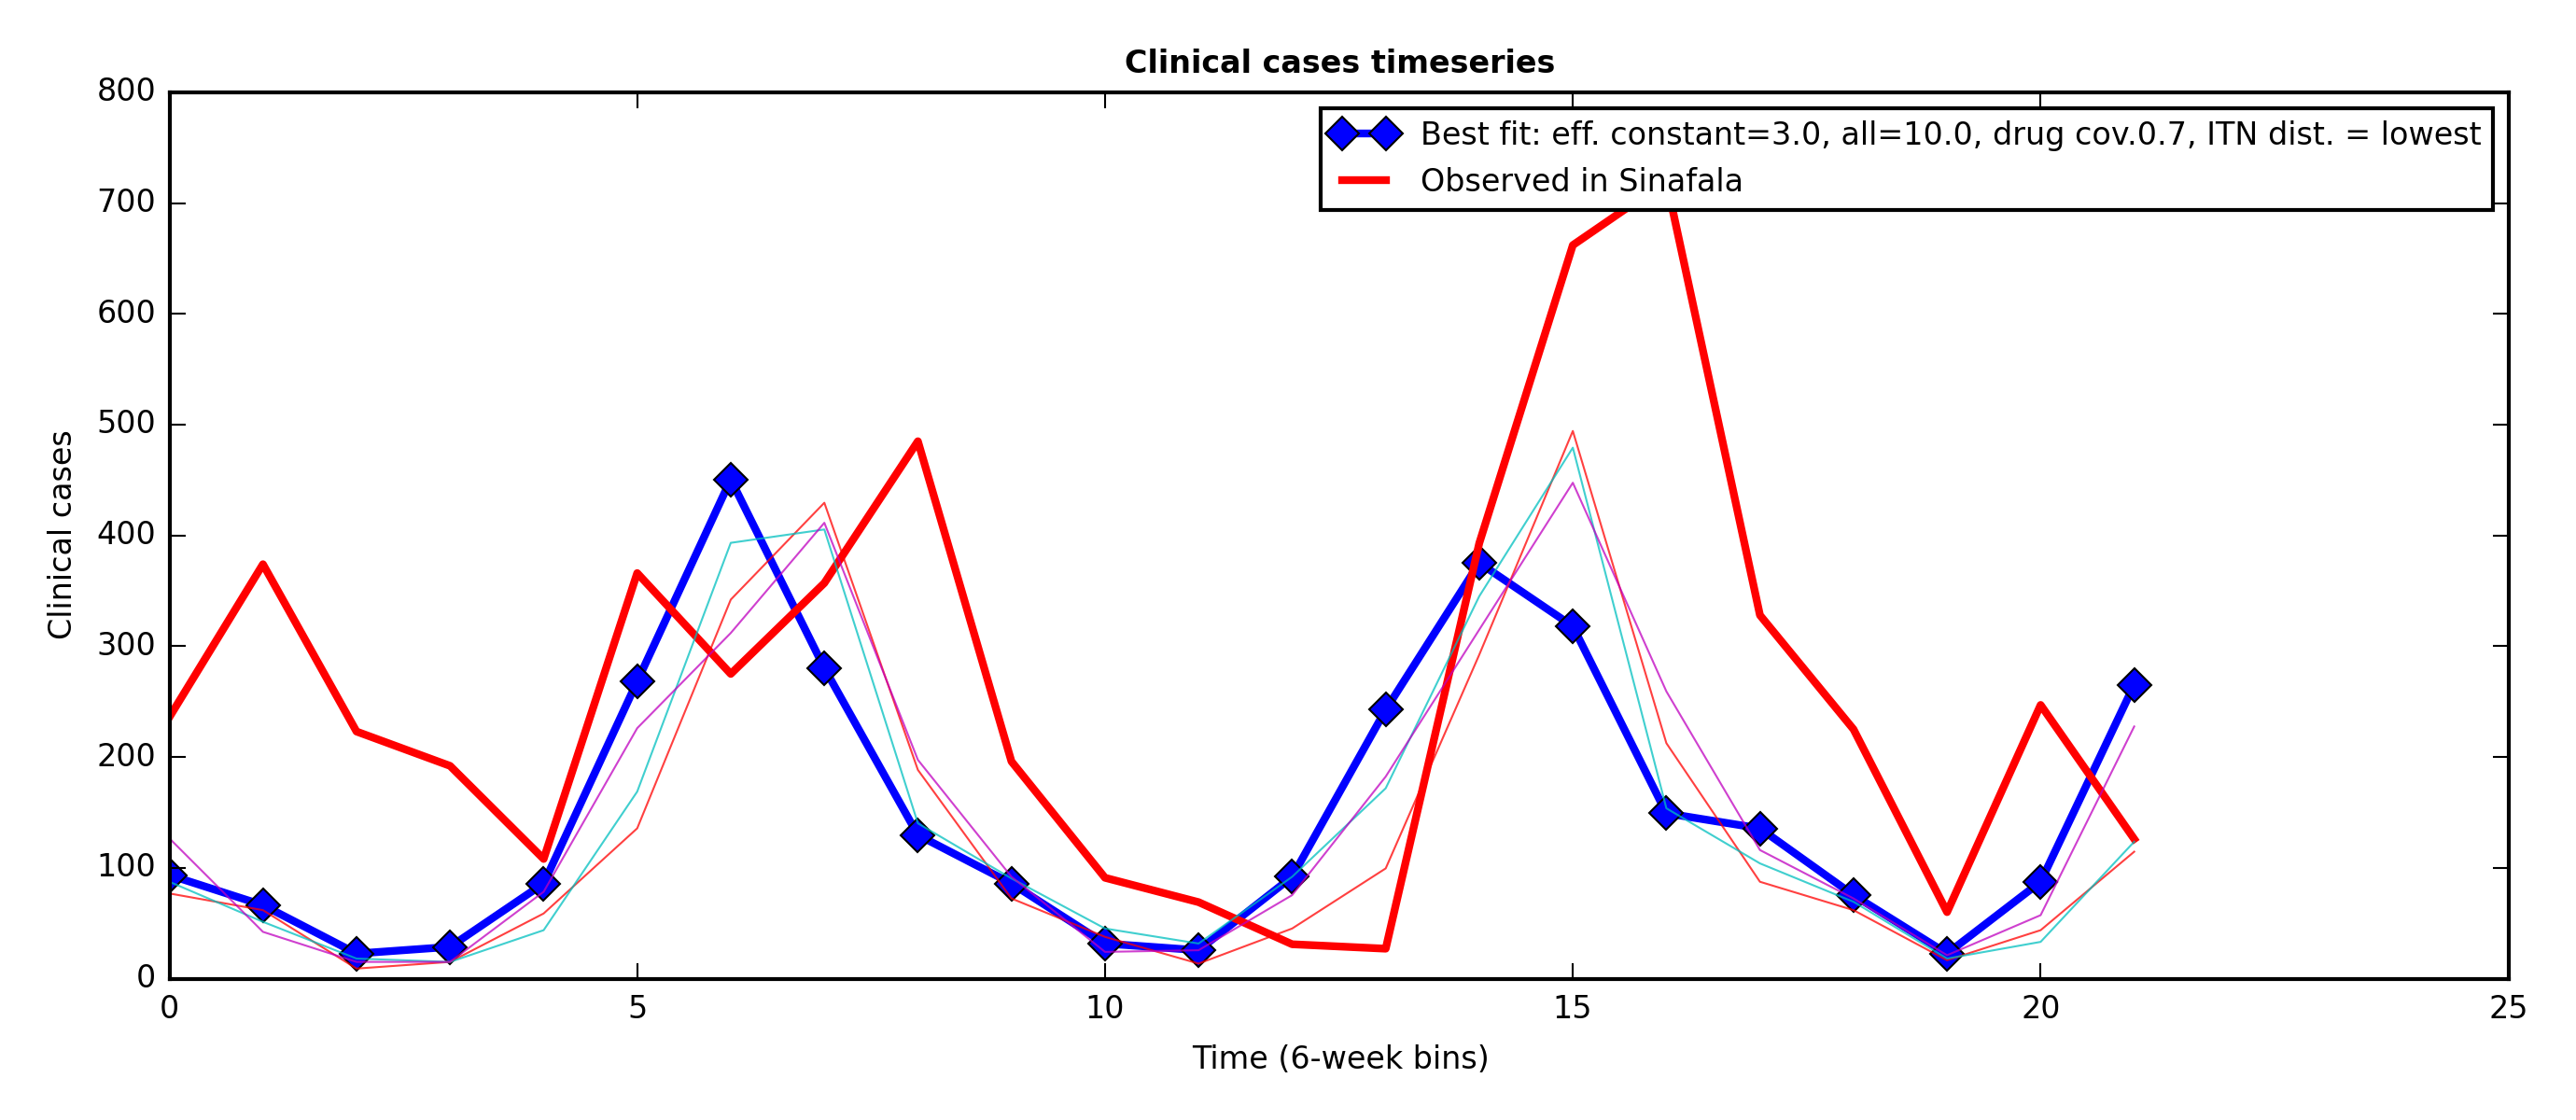 Clinical cases timeseries
Best fit: eff. constant=3.0, all=10.0, drug cov.0.7, ITN dist. = lowest
Observed in Sinafala
800
700
600
500
400
300
200
100
0
Clinical cases
0 5 10 15 20 25
Time (6-week bins)